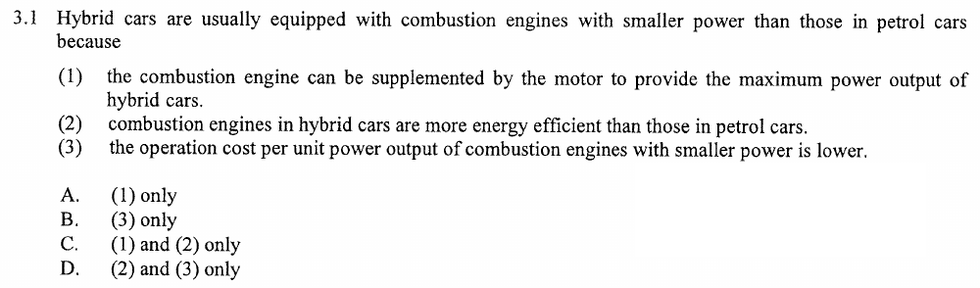 3.1 Hybrid cars are usually equipped with combustion engines with smaller power than those in petrol cars
because
(1) the combustion engine can be supplemented by the motor to provide the maximum power output of
hybrid cars.
(2) combustion engines in hybrid cars are more energy efficient than those in petrol cars.
(3) the operation cost per unit power output of combustion engines with smaller power is lower.
A. (1) only
B. (3) only
C. (1) and (2) only
D. (2) and (3) only